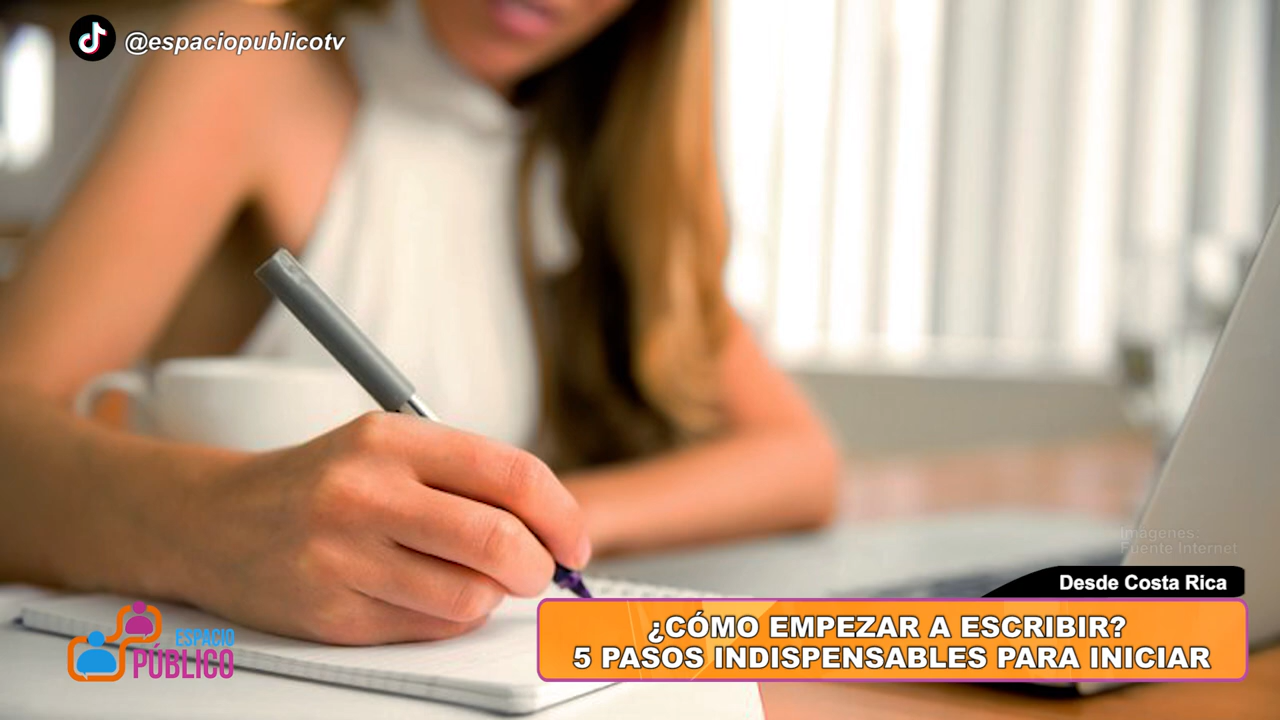 @espaciopublicotv
Imágenes.
Fuente Internet
Desde Costa Rica
¿CÓMO EMPEZAR A ESCRIBIR?
5 PASOS INDISPENSABLES PARA INICIAR
ESPACIO
PÚBLICO